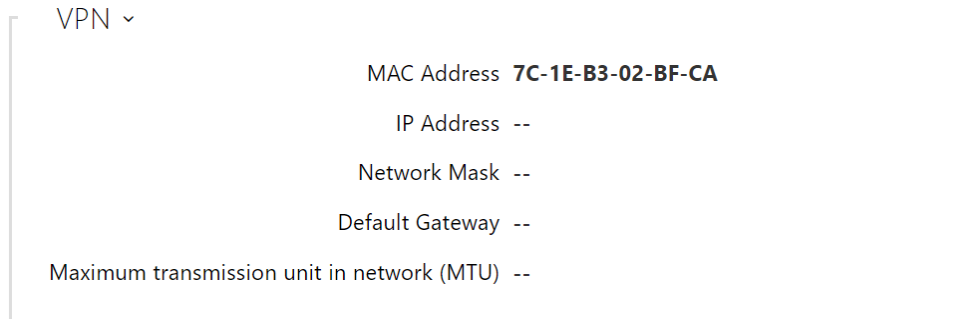 VPN
MAC Address 7C-1E-B3-02-BF-CA
IP Address --
Network Mask --
Default Gateway --
Maximum transmission unit in network (MTU) --